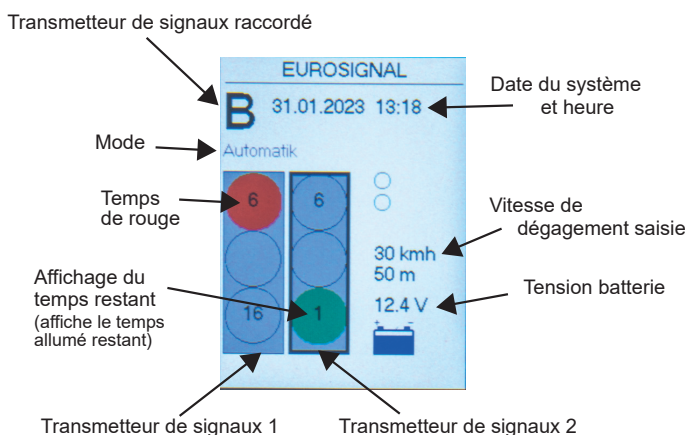 Transmetteur de signaux raccordé
EUROSIGNAL
B 31.01.2023 13:18
Date du système
et heure
Mode
Automatik
Temps
de rouge
6 6
Vitesse de
dégagement saisie
30 kmh
50 m
Affichage du
temps restant
(affiche le temps
allumé restant)
Tension batterie
12.4 V
16 1
+ -
Transmetteur de signaux 1
Transmetteur de signaux 2